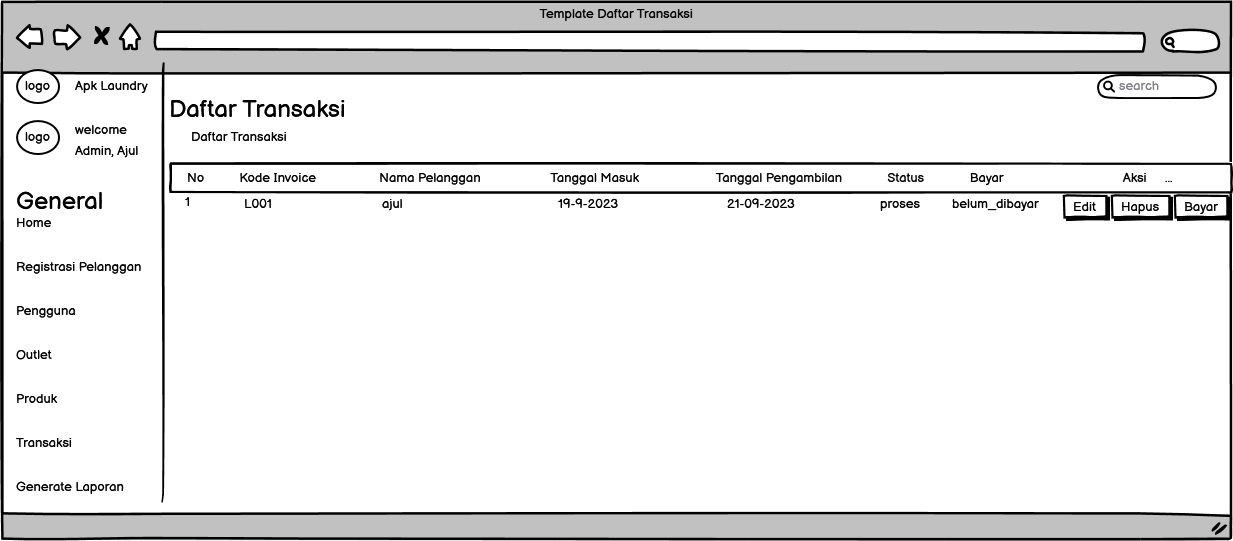 Template Daftar Transaksi
logo Apk Laundry
search
logo welcome
Admin, Ajul
Daftar Transaksi
Daftar Transaksi
No Kode Invoice Nama Pelanggan Tanggal Masuk Tanggal Pengambilan Status Bayar Aksi ...
1 L001 ajul 19-9-2023 21-09-2023 proses belum_dibayar Edit Hapus Bayar
General
Home
Registrasi Pelanggan
Pengguna
Outlet
Produk
Transaksi
Generate Laporan